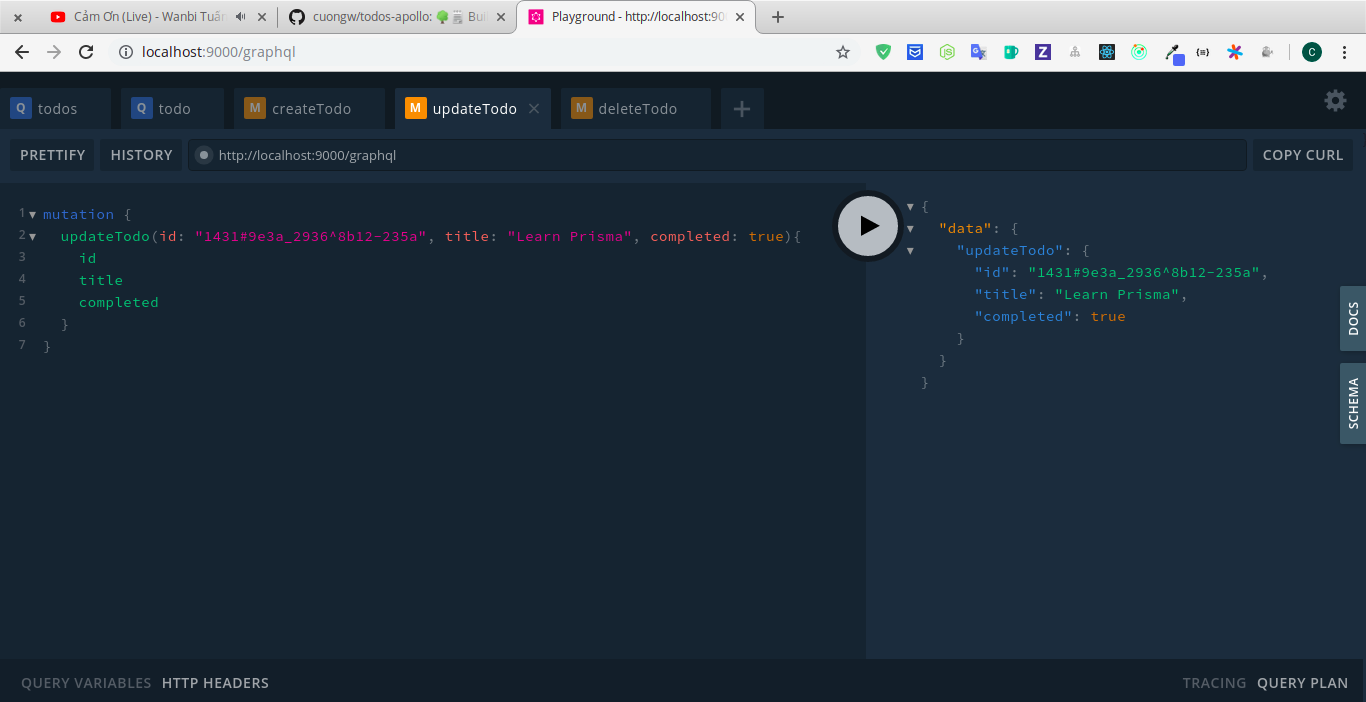 Cảm Ơn (Live) - Wanbi Tuấn
cuongw/todos-apollo: 🌳🗒 Buil
Playground - http://localhost:90
localhost:9000/graphql
C
Q todos
Q todo
M createTodo
M updateTodo
M deleteTodo
PRETTIFY
HISTORY
http://localhost:9000/graphql
COPY CURL
1 mutation {
2 updateTodo(id: "1431#9e3a_2936^8b12-235a", title: "Learn Prisma", completed: true){
3 id
4 title
5 completed
6 }
7 }
{
"data": {
"updateTodo": {
"id": "1431#9e3a_2936^8b12-235a",
"title": "Learn Prisma",
"completed": true
}
}
}
DOCS
SCHEMA
QUERY VARIABLES
HTTP HEADERS
TRACING
QUERY PLAN